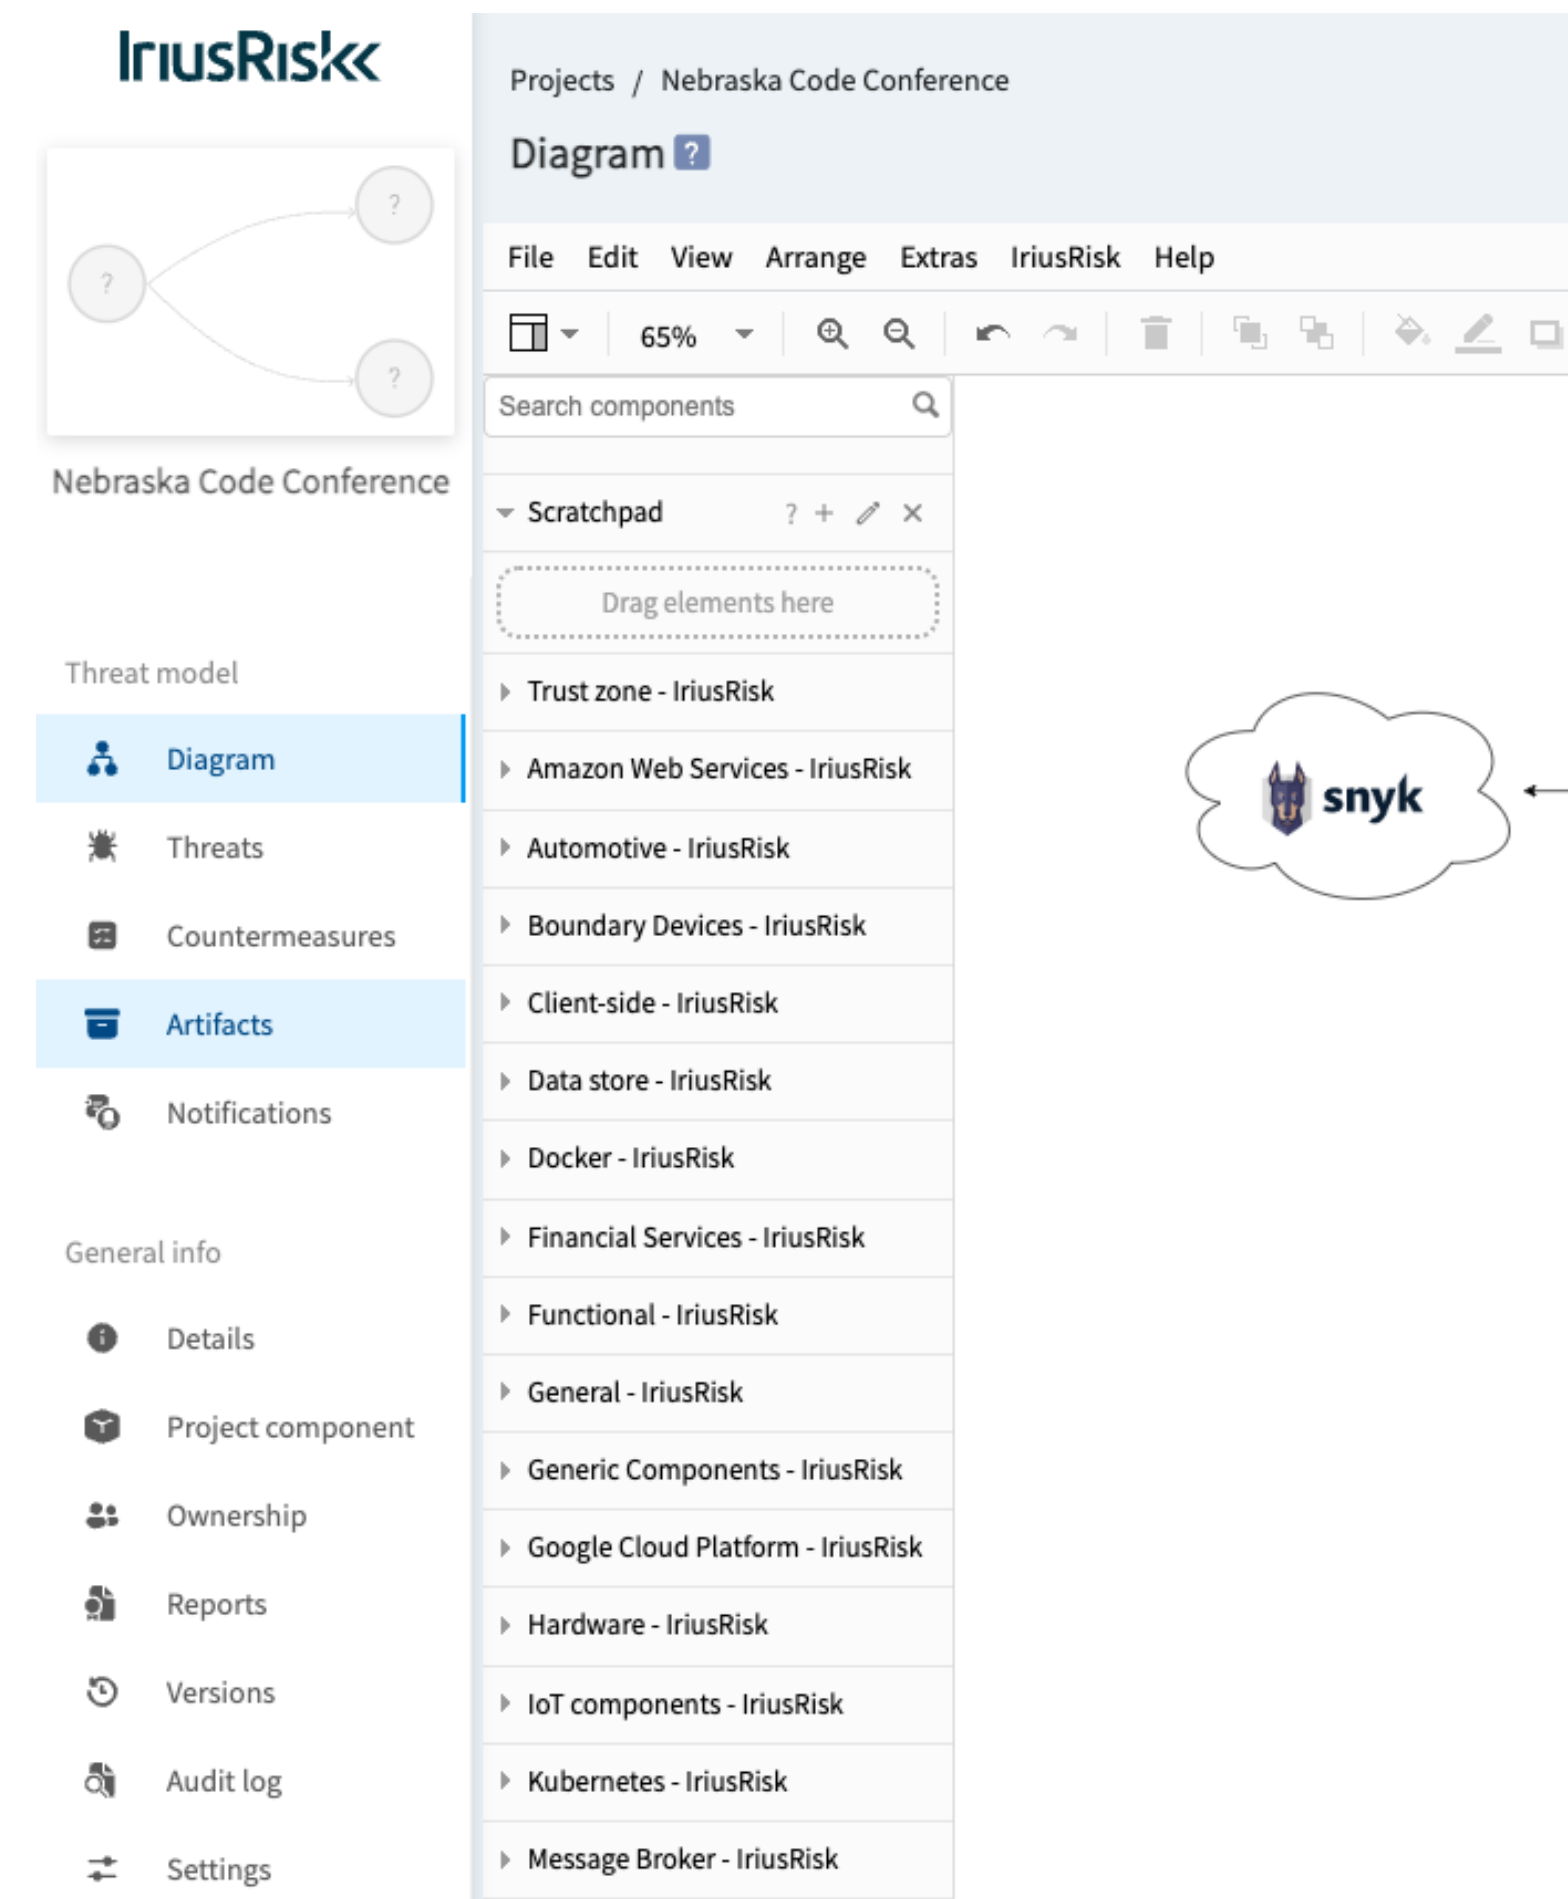 IriusRisk
?
?
?
Nebraska Code Conference
Threat model
Diagram
Threats
Countermeasures
Artifacts
Notifications
General info
Details
Project component
Ownership
Reports
Versions
Audit log
Settings
Projects / Nebraska Code Conference
Diagram ?
File Edit View Arrange Extras IriusRisk Help
65%
Search components
Scratchpad ? +
Drag elements here
Trust zone - IriusRisk
Amazon Web Services - IriusRisk
Automotive - IriusRisk
Boundary Devices - IriusRisk
Client-side - IriusRisk
Data store - IriusRisk
Docker - IriusRisk
Financial Services - IriusRisk
Functional - IriusRisk
General - IriusRisk
Generic Components - IriusRisk
Google Cloud Platform - IriusRisk
Hardware - IriusRisk
IoT components - IriusRisk
Kubernetes - IriusRisk
Message Broker - IriusRisk
snyk